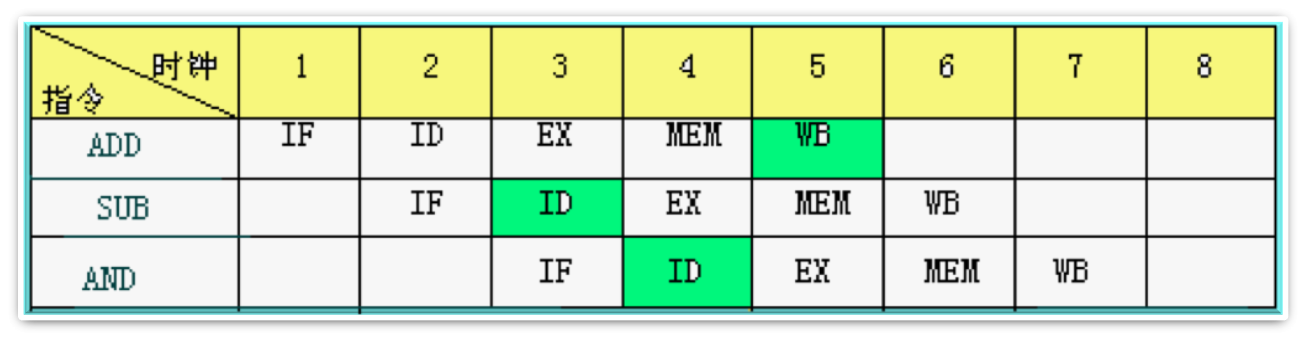 时钟 1 2 3 4 5 6 7 8
指令
ADD IF ID EX MEM WB
SUB IF ID EX MEM WB
AND IF ID EX MEM WB